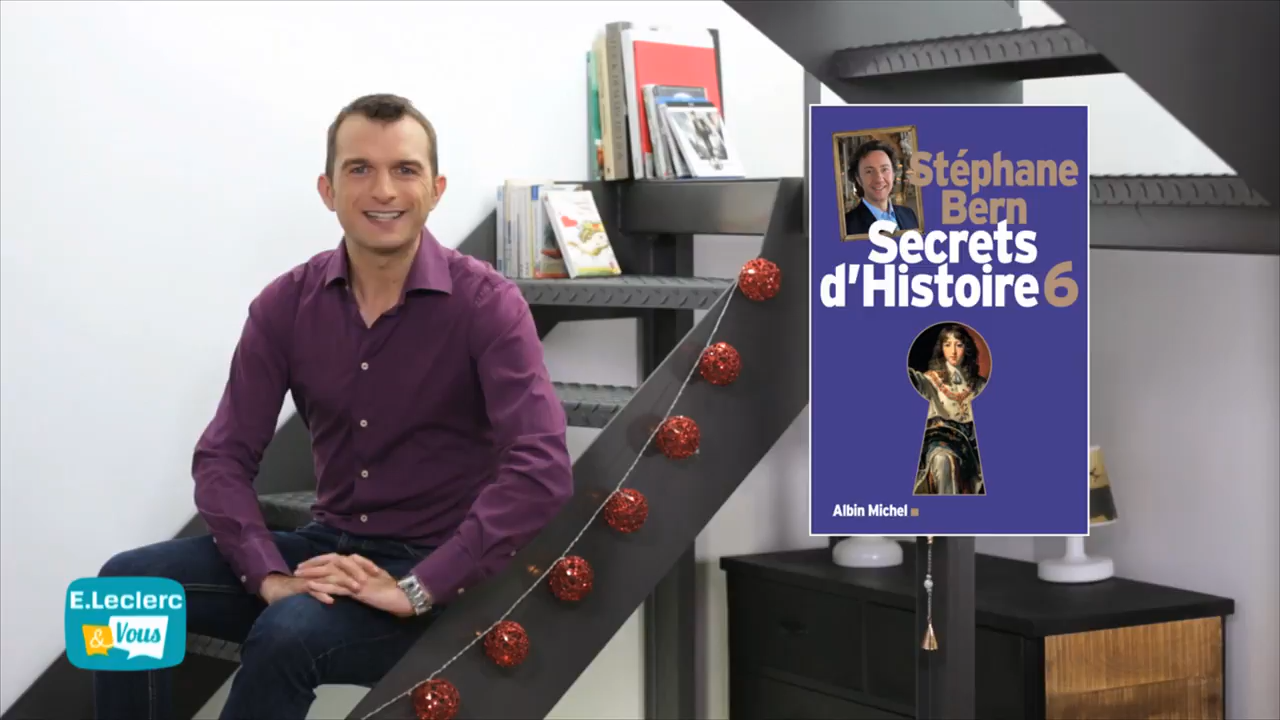 Stéphane
Bern
Secrets
d'Histoire 6
Albin Michel
E.Leclerc
& Vous